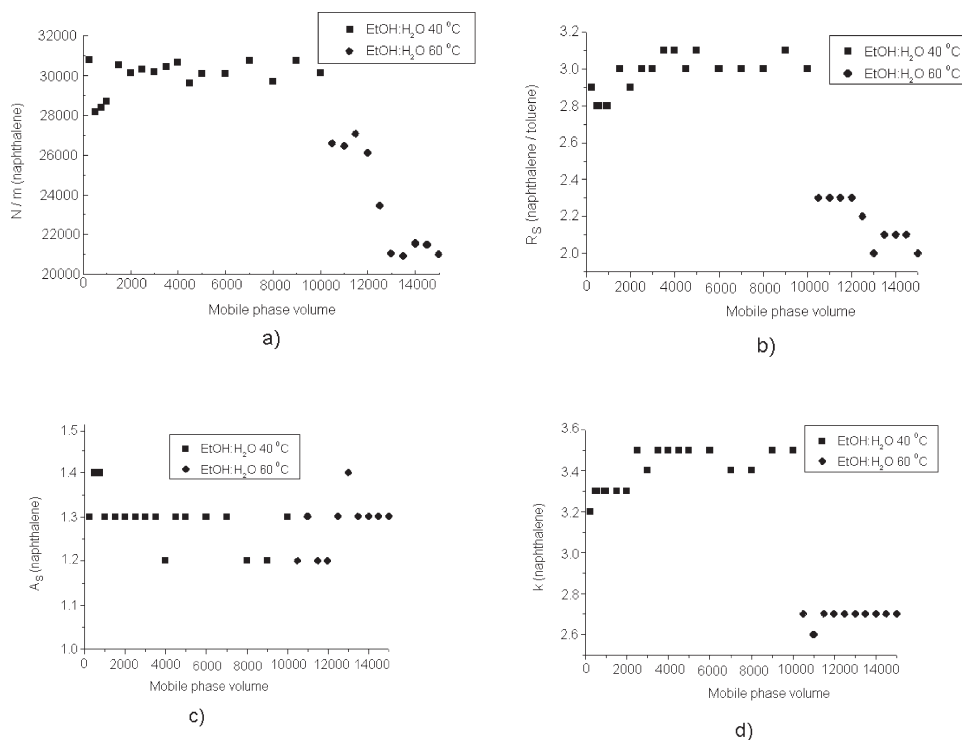 a)
EtOH:H₂O 40 °C
EtOH:H₂O 60 °C
32000
30000
28000
26000
24000
22000
20000
N / m (naphthalene)
0 2000 4000 6000 8000 10000 12000 14000
Mobile phase volume
a)
EtOH:H₂O 40 °C
EtOH:H₂O 60 °C
3.2
3.0
2.8
2.6
2.4
2.2
2.0
R_S (naphthalene / toluene)
0 2000 4000 6000 8000 10000 12000 14000
Mobile phase volume
b)
EtOH:H₂O 40 °C
EtOH:H₂O 60 °C
1.5
1.4
1.3
1.2
1.1
1.0
A_S (naphthalene)
0 2000 4000 6000 8000 10000 12000 14000
Mobile phase volume
c)
EtOH:H₂O 40 °C
EtOH:H₂O 60 °C
3.6
3.4
3.2
3.0
2.8
2.6
k (naphthalene)
0 2000 4000 6000 8000 10000 12000 14000
Mobile phase volume
d)